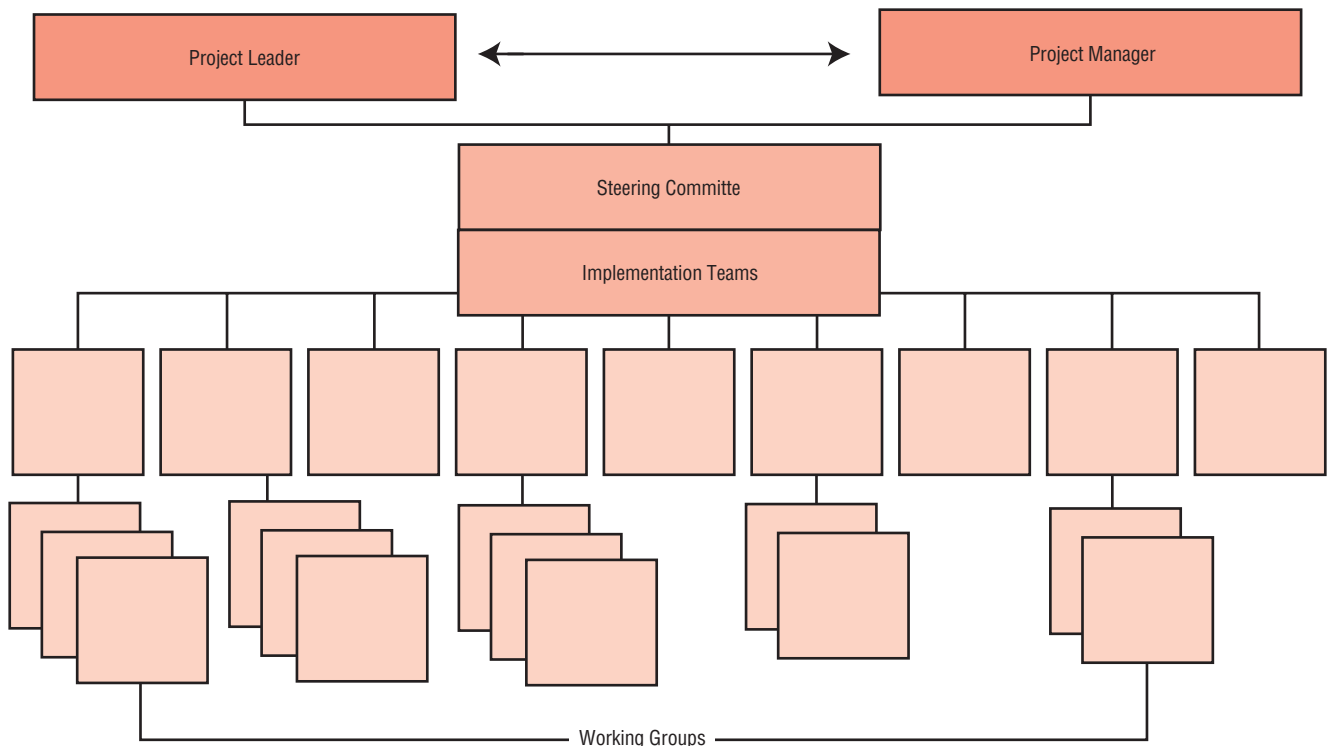 Project Leader
Project Manager
Steering Committe
Implementation Teams
Working Groups